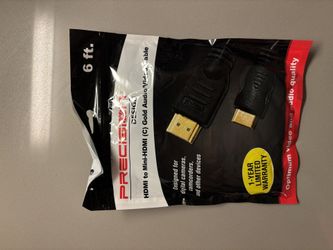 6 ft.
PRECISION
DESIGN
HDMI to Mini-HDMI (C) Gold Audio/Video Cable
Designed for
digital cameras,
camcorders,
and other devices
1-YEAR
LIMITED
WARRANTY
Optimum Video and Audio quality